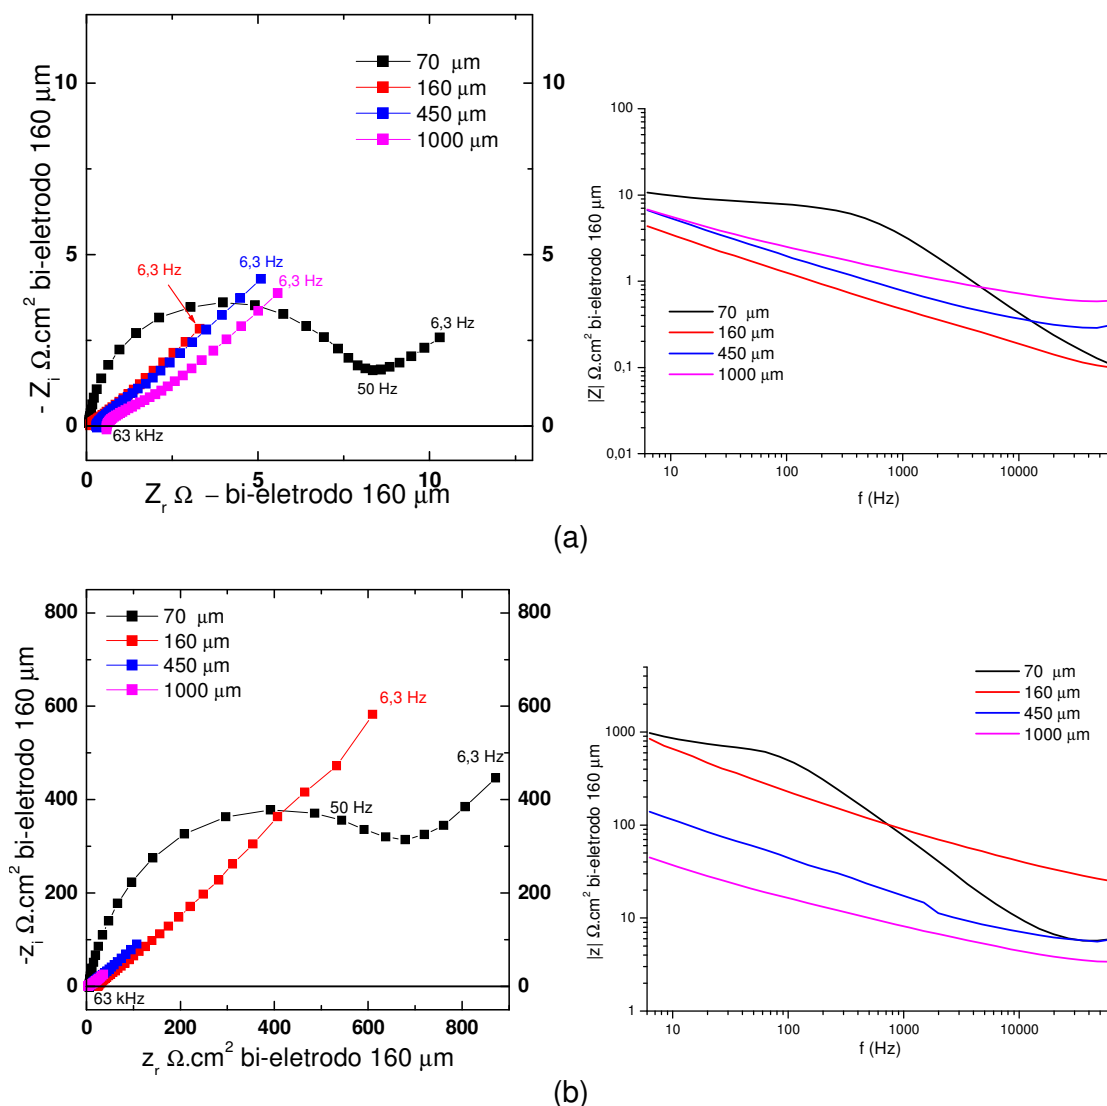 - Z_i Ω.cm² bi-eletrodo 160 μm
10
5
0
70 μm
160 μm
450 μm
1000 μm
10
5
0
6,3 Hz
6,3 Hz
6,3 Hz
6,3 Hz
50 Hz
63 kHz
0
5
10
Z_r Ω – bi-eletrodo 160 μm
|Z| Ω.cm² bi-eletrodo 160 μm
100
10
1
0,1
0,01
70 μm
160 μm
450 μm
1000 μm
10
100
1000
10000
f (Hz)
(a)
-z_i Ω.cm² bi-eletrodo 160 μm
800
600
400
200
0
70 μm
160 μm
450 μm
1000 μm
800
600
400
200
0
6,3 Hz
6,3 Hz
50 Hz
63 kHz
0
200
400
600
800
z_r Ω.cm² bi-eletrodo 160 μm
|z| Ω.cm² bi-eletrodo 160 μm
1000
100
10
1
70 μm
160 μm
450 μm
1000 μm
10
100
1000
10000
f (Hz)
(b)